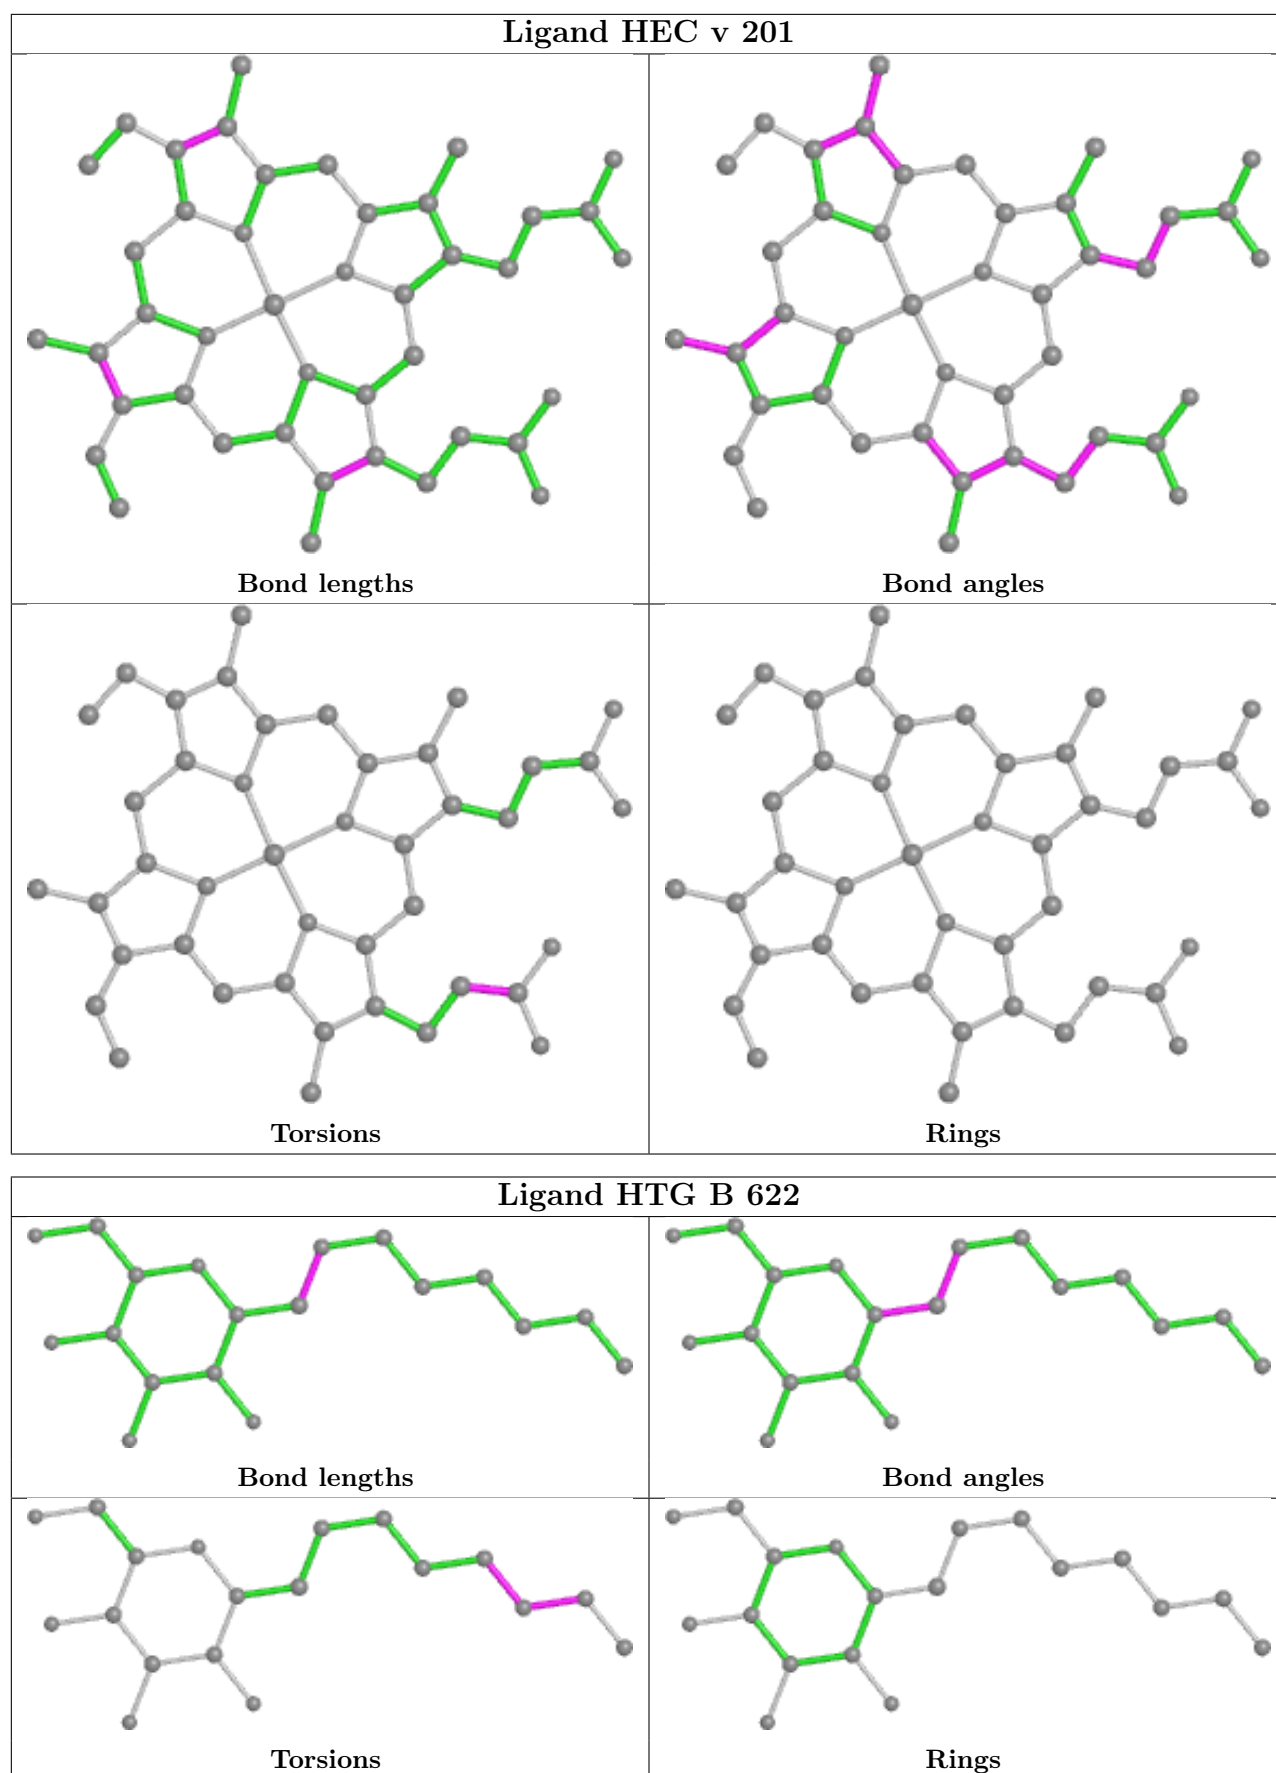 Ligand HEC v 201
Bond lengths
Bond angles
Torsions
Rings
Ligand HTG B 622
Bond lengths
Bond angles
Torsions
Rings